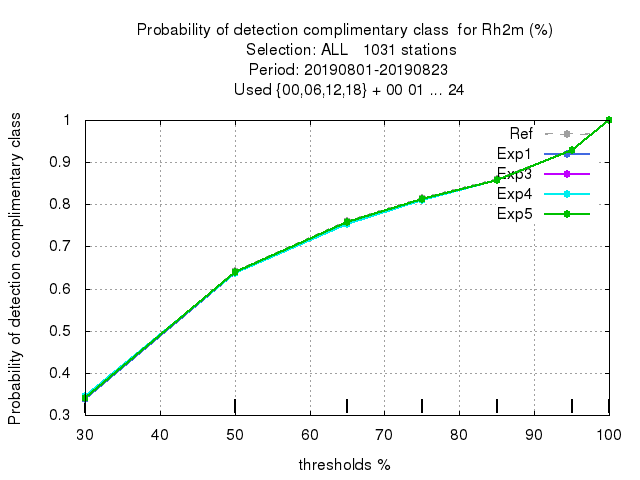 Probability of detection complimentary class  for Rh2m (%)
Selection: ALL   1031 stations
Period: 20190801-20190823
Used {00,06,12,18} + 00 01 ... 24
Probability of detection complimentary class
1
0.9
0.8
0.7
0.6
0.5
0.4
0.3
Ref
Exp1
Exp3
Exp4
Exp5
30 40 50 60 70 80 90 100
thresholds %